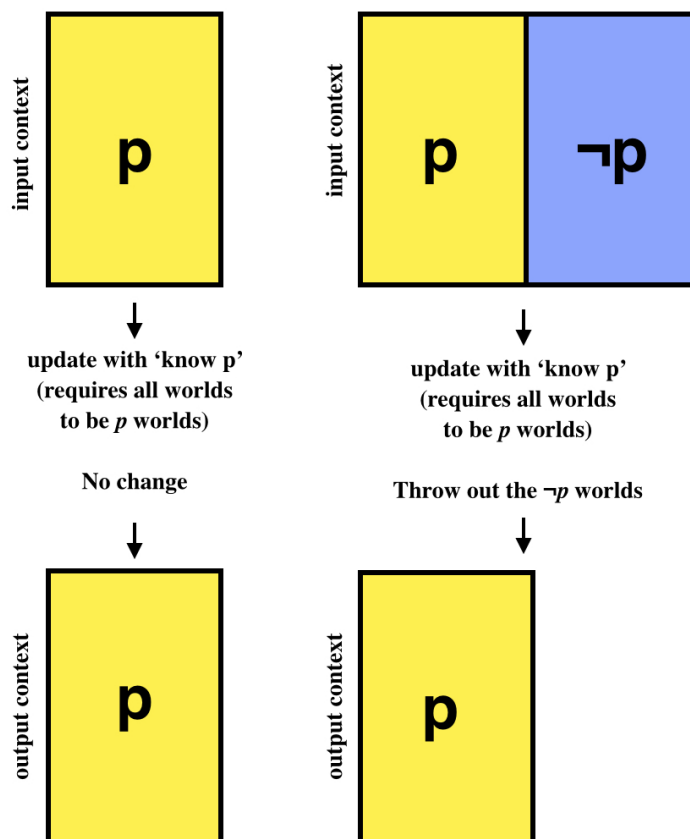 input context
p
update with ‘know p’
(requires all worlds
to be p worlds)
No change
output context
p
input context
p
¬p
update with ‘know p’
(requires all worlds
to be p worlds)
Throw out the ¬p worlds
output context
p